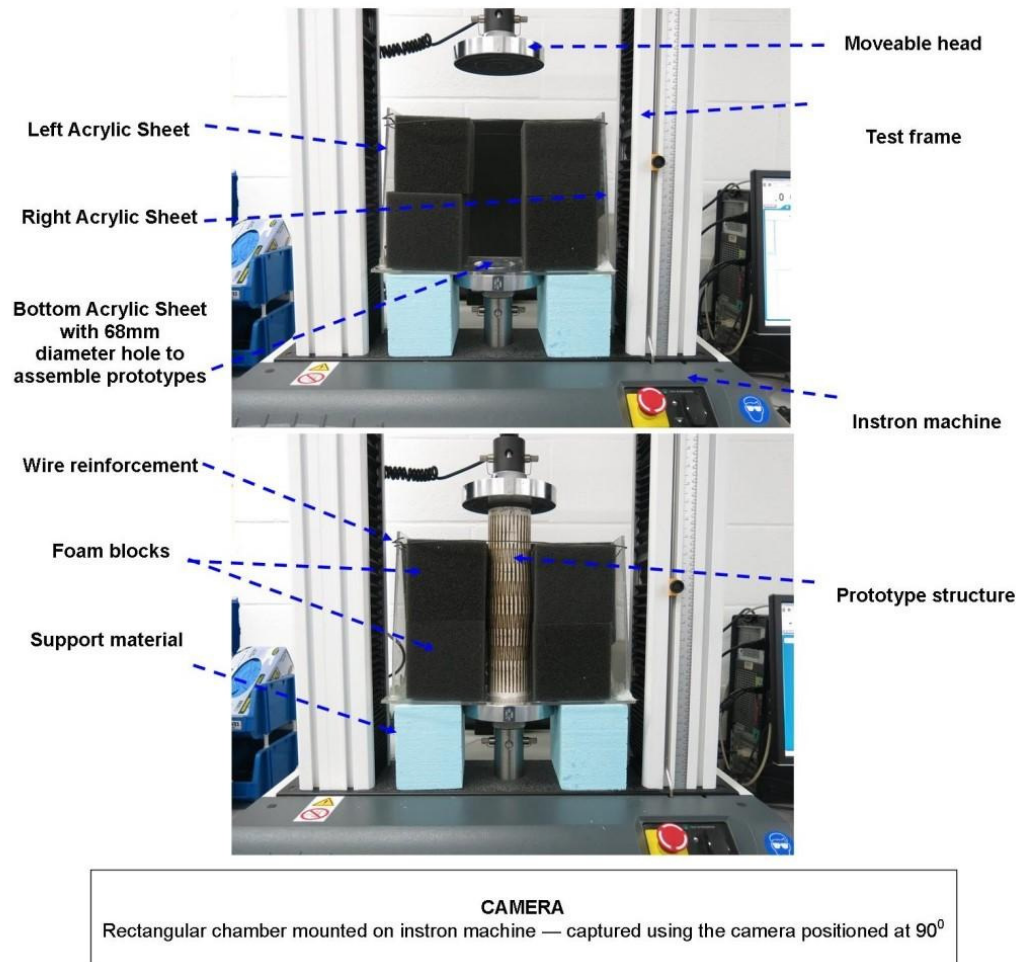 Moveable head
Left Acrylic Sheet
Test frame
Right Acrylic Sheet
Bottom Acrylic Sheet
with 68mm
diameter hole to
assemble prototypes
Instron machine
Wire reinforcement
Foam blocks
Prototype structure
Support material
CAMERA
Rectangular chamber mounted on instron machine — captured using the camera positioned at 90⁰